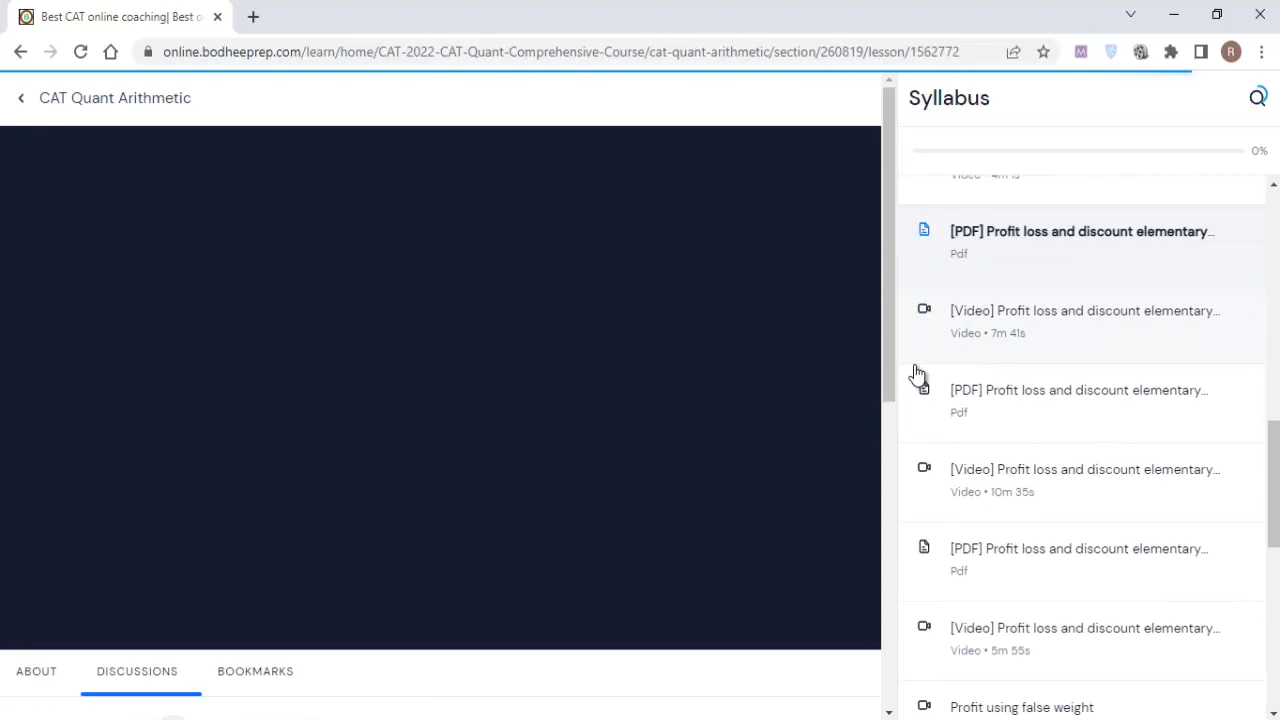 Best CAT online coaching| Best o
online.bodheeprep.com/learn/home/CAT-2022-CAT-Quant-Comprehensive-Course/cat-quant-arithmetic/section/260819/lesson/1562772
M
R
CAT Quant Arithmetic
Syllabus
0%
Video • 4m 1s
[PDF] Profit loss and discount elementary...
Pdf
[Video] Profit loss and discount elementary...
Video • 7m 41s
[PDF] Profit loss and discount elementary...
Pdf
[Video] Profit loss and discount elementary...
Video • 10m 35s
[PDF] Profit loss and discount elementary...
Pdf
[Video] Profit loss and discount elementary...
Video • 5m 55s
Profit using false weight
ABOUT DISCUSSIONS BOOKMARKS